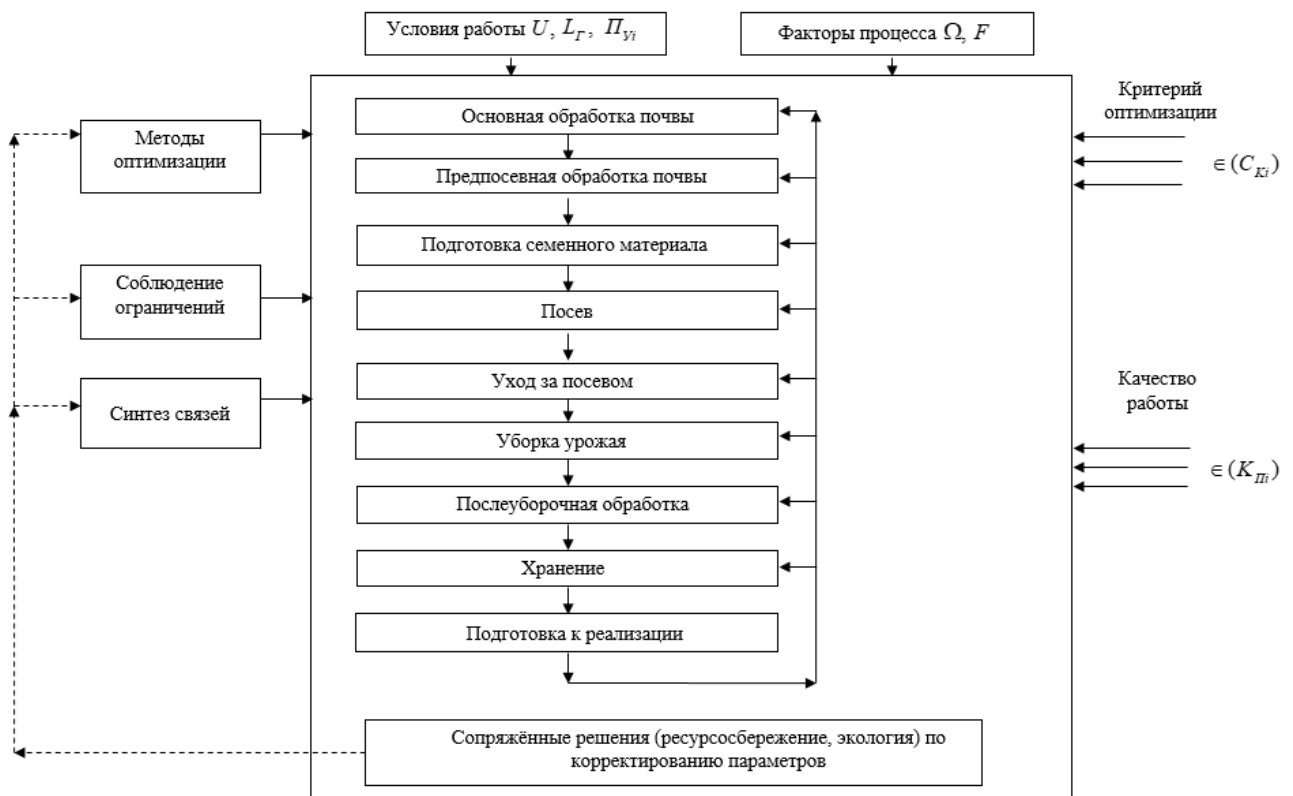 Условия работы U, L_Г, П_Уi
Факторы процесса Ω, F
Методы
оптимизации
Соблюдение
ограничений
Синтез связей
Основная обработка почвы
Предпосевная обработка почвы
Подготовка семенного материала
Посев
Уход за посевом
Уборка урожая
Послеуборочная обработка
Хранение
Подготовка к реализации
Сопряжённые решения (ресурсосбережение, экология) по
корректированию параметров
Критерий
оптимизации
∈(C_Кi)
Качество
работы
∈(K_Пi)